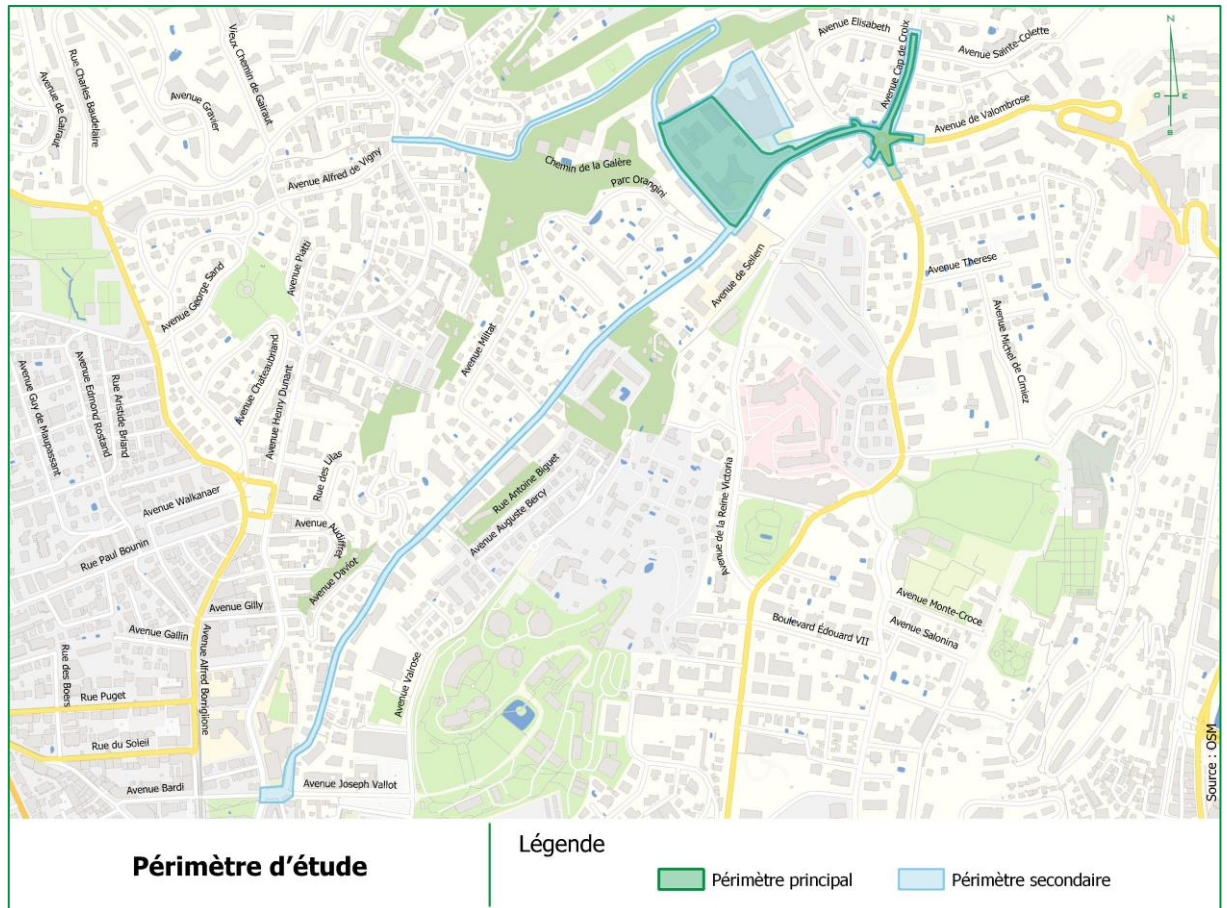 Avenue Elisabeth
Avenue Cap de Croix
Avenue Sainte-Colette
N
O
E
Avenue de Gairaut
Rue Charles Baudelaire
Vieux Chemin de Gairaut
Avenue Gravier
Avenue de Valombrose
Avenue Alfred de Vigny
Chemin de la Galère
Parc Orangini
Avenue George Sand
Avenue Piatti
Avenue de Sellern
Avenue Therese
Avenue Miltat
Avenue Michel de Cimiez
Avenue Guy de Maupassant
Avenue Edmond Rostand
Rue Aristide Briand
Avenue Chateaubriand
Avenue Henry Dunant
Rue des Lilas
Avenue Walkanaer
Rue Antoine Biguet
Avenue Auguste Bercy
Avenue de la Reine Victoria
Rue Paul Bounin
Avenue Audiffret
Avenue Daviot
Avenue Gilly
Avenue Gallin
Avenue Monte-Croce
Boulevard Édouard VII
Avenue Salonina
Rue des Boers
Avenue Alfred Borriglione
Avenue Valrose
Rue Puget
Rue du Soleil
Avenue Bardi
Avenue Joseph Vallot
Source : OSM
Périmètre d'étude
Légende
Périmètre principal
Périmètre secondaire